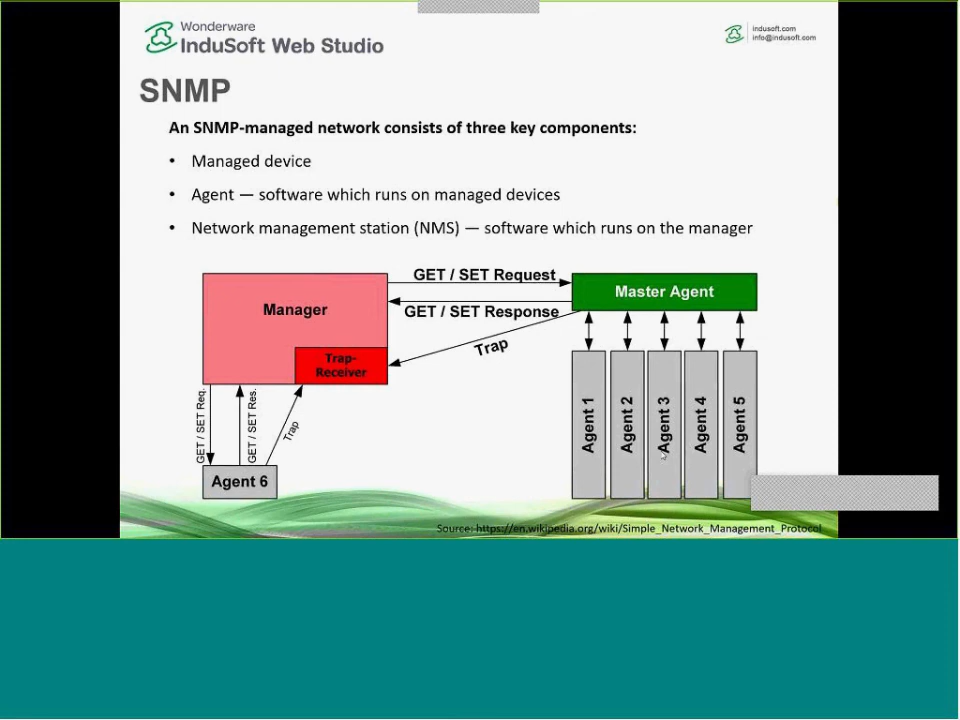 Wonderware
InduSoft Web Studio
indusoft.com
info@indusoft.com
SNMP
An SNMP-managed network consists of three key components:
• Managed device
• Agent — software which runs on managed devices
• Network management station (NMS) — software which runs on the manager
GET / SET Request
Master Agent
Manager
GET / SET Response
Trap
Trap-
Receiver
GET / SET Req.
GET / SET Res.
Trap
Agent 1
Agent 2
Agent 3
Agent 4
Agent 5
Agent 6
Source: https://en.wikipedia.org/wiki/Simple_Network_Management_Protocol